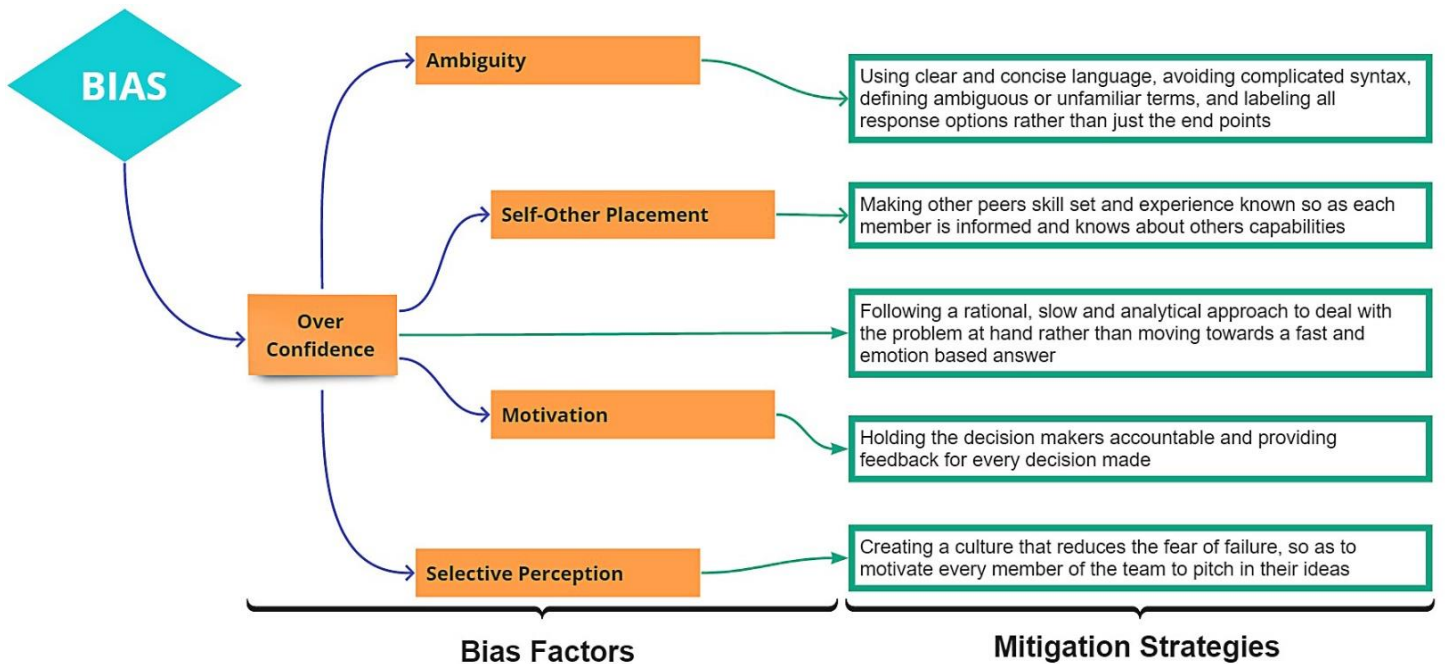 BIAS
Ambiguity
Using clear and concise language, avoiding complicated syntax,
defining ambiguous or unfamiliar terms, and labeling all
response options rather than just the end points
Self-Other Placement
Making other peers skill set and experience known so as each
member is informed and knows about others capabilities
Over
Confidence
Following a rational, slow and analytical approach to deal with
the problem at hand rather than moving towards a fast and
emotion based answer
Motivation
Holding the decision makers accountable and providing
feedback for every decision made
Selective Perception
Creating a culture that reduces the fear of failure, so as to
motivate every member of the team to pitch in their ideas
Bias Factors
Mitigation Strategies